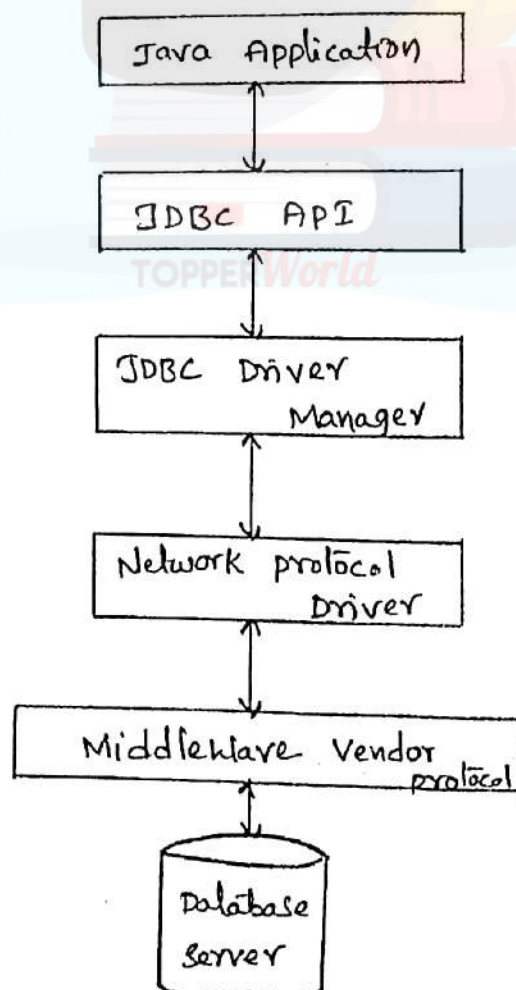 Java Application
JDBC API
TOPPERWorld
JDBC Driver
Manager
Network protocol
Driver
Middleware Vendor
protocol
Database
Server